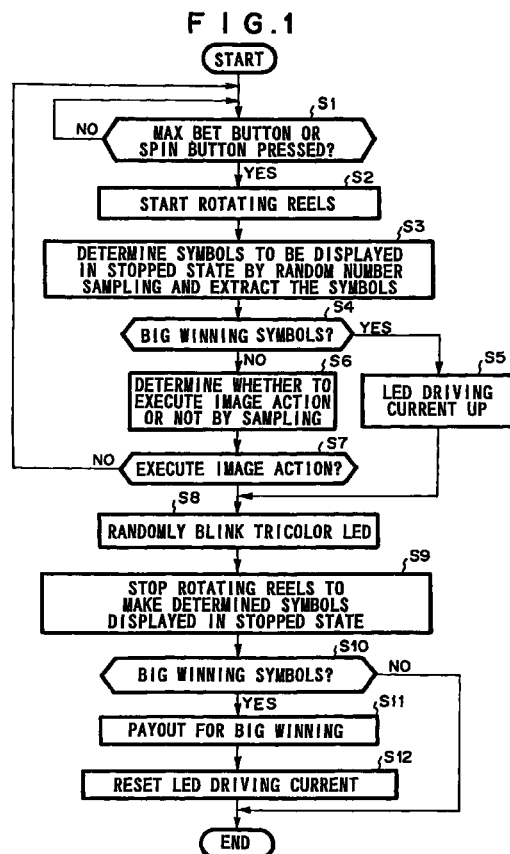 FIG.1
START
S1
NO
MAX BET BUTTON OR
SPIN BUTTON PRESSED?
YES
S2
START ROTATING REELS
S3
DETERMINE SYMBOLS TO BE DISPLAYED
IN STOPPED STATE BY RANDOM NUMBER
SAMPLING AND EXTRACT THE SYMBOLS
S4
BIG WINNING SYMBOLS?
YES
NO
S6
S5
DETERMINE WHETHER TO
EXECUTE IMAGE ACTION
OR NOT BY SAMPLING
LED DRIVING
CURRENT UP
S7
NO
EXECUTE IMAGE ACTION?
S8
RANDOMLY BLINK TRICOLOR LED
S9
STOP ROTATING REELS TO
MAKE DETERMINED SYMBOLS
DISPLAYED IN STOPPED STATE
S10
BIG WINNING SYMBOLS?
NO
YES
S11
PAYOUT FOR BIG WINNING
S12
RESET LED DRIVING CURRENT
END